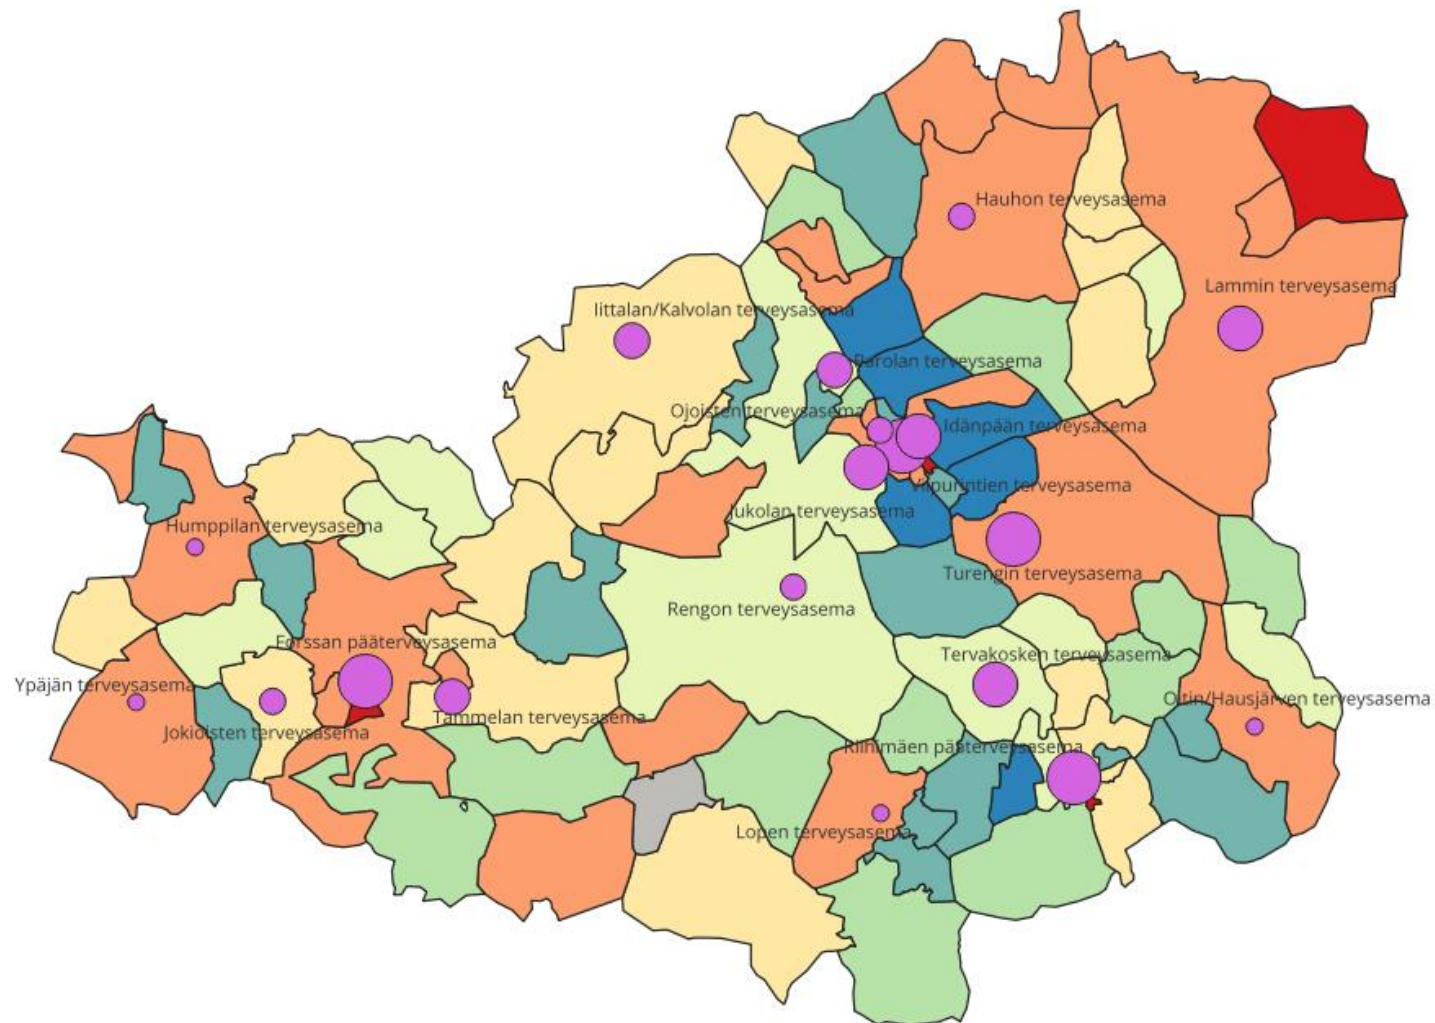 Hauhon terveysasema
Lammin terveysasema
Iittalan/Kalvolan terveysasema
Parolan terveysasema
Ojoisten terveysasema
Idänpään terveysasema
Viipurintien terveysasema
Jukolan terveysasema
Humppilan terveysasema
Turengin terveysasema
Rengon terveysasema
Forssan pääterveysasema
Tervakosken terveysasema
Ypäjän terveysasema
Oitin/Hausjärven terveysasema
Tammelan terveysasema
Jokioisten terveysasema
Riihimäen pääterveysasema
Lopen terveysasema